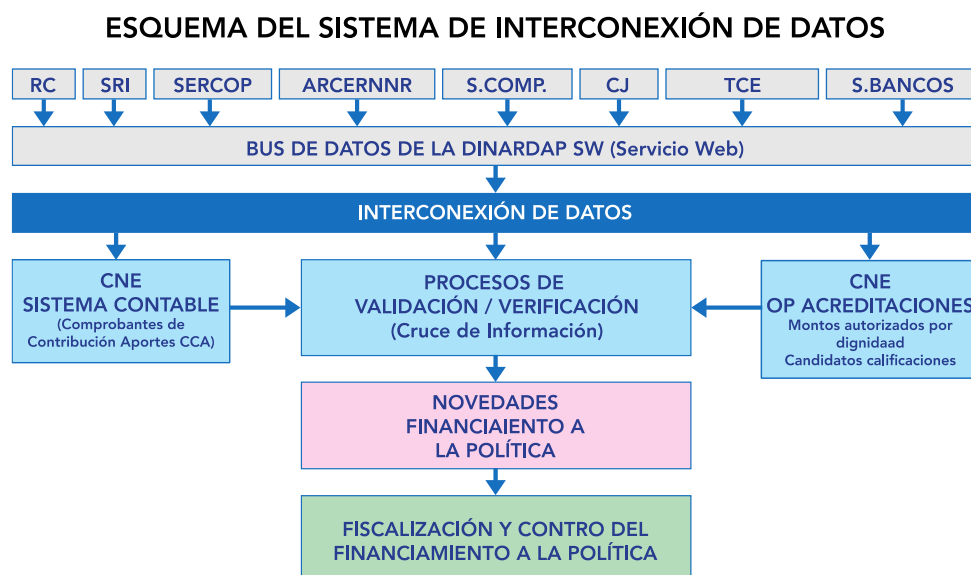 ESQUEMA DEL SISTEMA DE INTERCONEXIÓN DE DATOS
RC
SRI
SERCOP
ARCERNNR
S.COMP.
CJ
TCE
S.BANCOS
BUS DE DATOS DE LA DINARDAP SW (Servicio Web)
INTERCONEXIÓN DE DATOS
CNE
SISTEMA CONTABLE
(Comprobantes de
Contribución Aportes CCA)
PROCESOS DE
VALIDACIÓN / VERIFICACIÓN
(Cruce de Información)
CNE
OP ACREDITACIONES
Montos autorizados por
dignidaad
Candidatos calificaciones
NOVEDADES
FINANCIAIENTO A
LA POLÍTICA
FISCALIZACIÓN Y CONTRO DEL
FINANCIAMIENTO A LA POLÍTICA